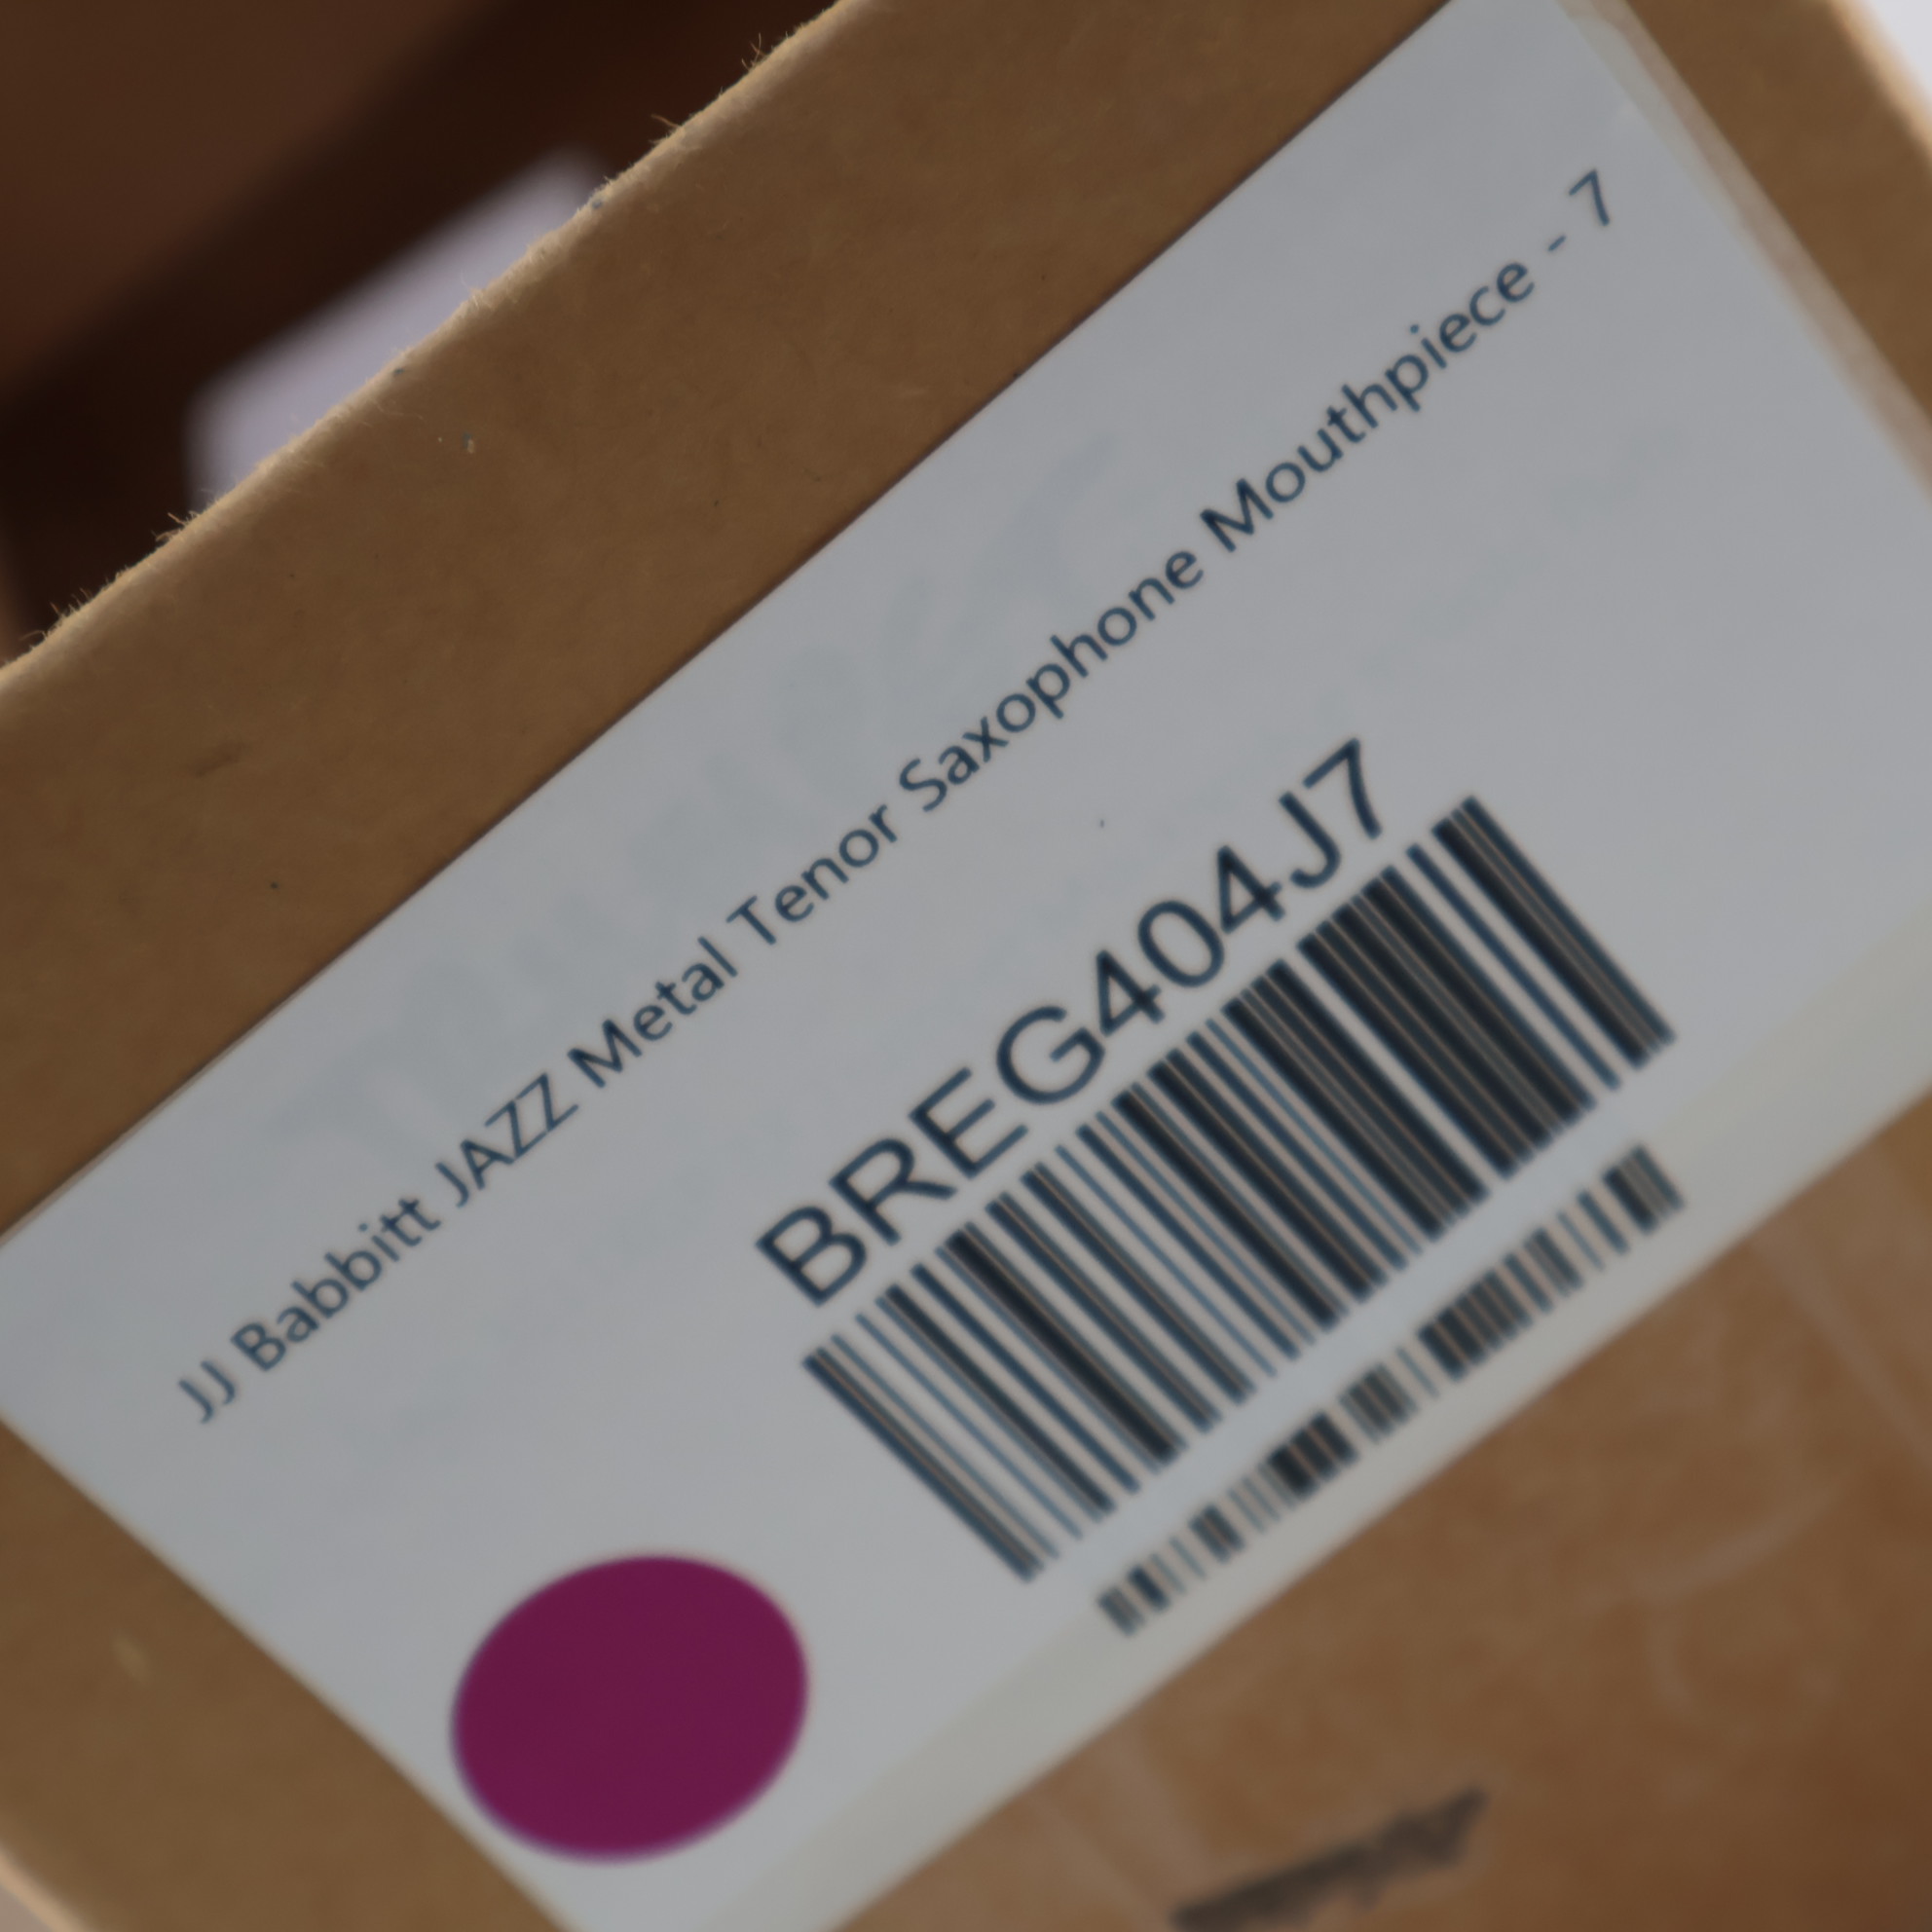 JJ Babbitt JAZZ Metal Tenor Saxophone Mouthpiece - 7
BREG404J7